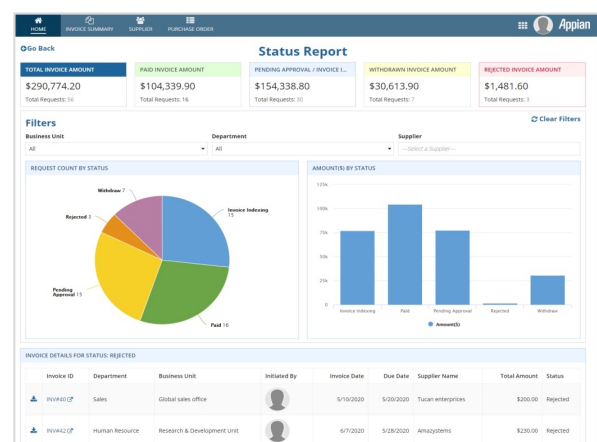 HOME INVOICE SUMMARY SUPPLIER PURCHASE ORDER Appian
Go Back
Status Report
TOTAL INVOICE AMOUNT PAID INVOICE AMOUNT PENDING APPROVAL / INVOICE I... WITHDRAWN INVOICE AMOUNT REJECTED INVOICE AMOUNT
$290,774.20 $104,339.90 $154,338.80 $30,613.90 $1,481.60
Total Requests: 56 Total Requests: 16 Total Requests: 30 Total Requests: 7 Total Requests: 3
Filters Clear Filters
Business Unit Department Supplier
All All ---Select a Supplier---
REQUEST COUNT BY STATUS AMOUNT($) BY STATUS
Withdraw 7
Rejected 3
Invoice Indexing
15
Pending
Approval 15
Paid 16
125k
100k
75k
50k
25k
0
Invoice Indexing Paid Pending Approval Rejected Withdraw
Amount($)
INVOICE DETAILS FOR STATUS: REJECTED
Invoice ID Department Business Unit Initiated By Invoice Date Due Date Supplier Name Total Amount Status
INV#40 Sales Global sales office 5/10/2020 5/20/2020 Tucan enterprices $200.00 Rejected
INV#42 Human Resource Research & Development Unit 6/7/2020 5/28/2020 Amazystems $230.00 Rejected